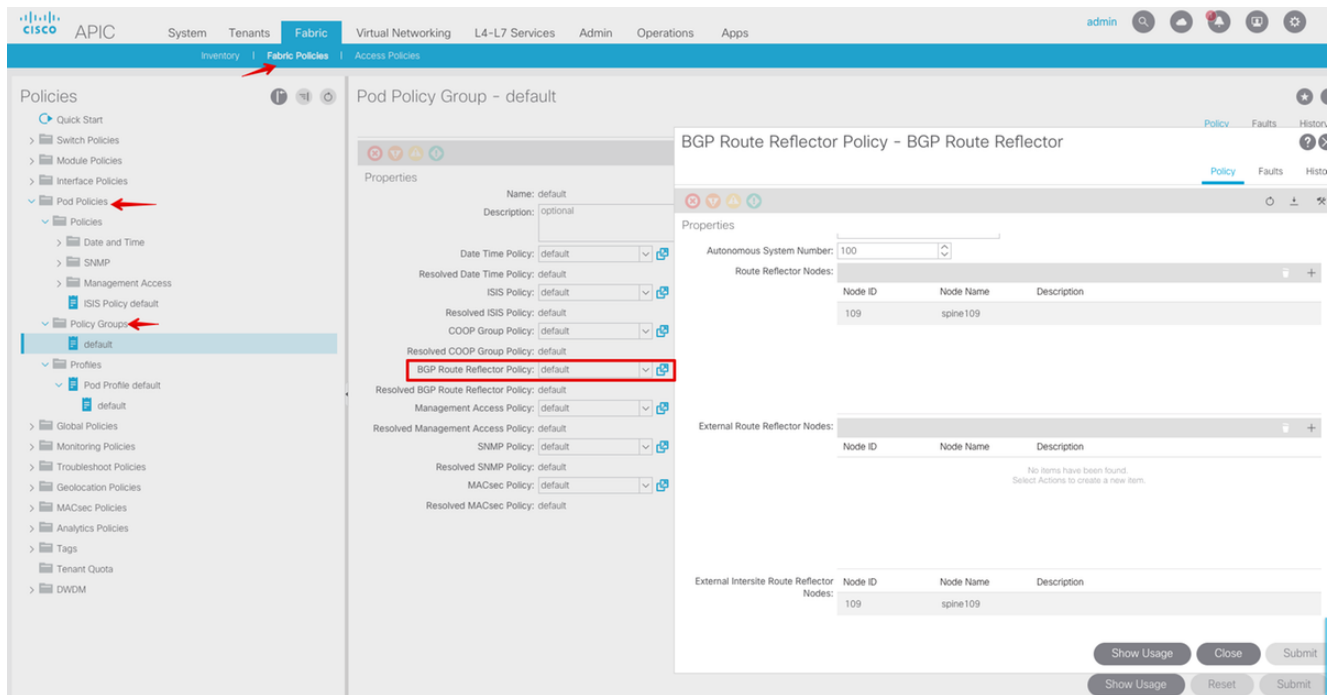 CISCO APIC
System Tenants Fabric Virtual Networking L4-L7 Services Admin Operations Apps
admin
Inventory | Fabric Policies | Access Policies
Policies
Quick Start
Switch Policies
Module Policies
Interface Policies
Pod Policies
Policies
Date and Time
SNMP
Management Access
ISIS Policy default
Policy Groups
default
Profiles
Pod Profile default
default
Global Policies
Monitoring Policies
Troubleshoot Policies
Geolocation Policies
MACsec Policies
Analytics Policies
Tags
Tenant Quota
DWDM
Pod Policy Group - default
Policy Faults History
Properties
Name: default
Description: optional
Date Time Policy: default
Resolved Date Time Policy: default
ISIS Policy: default
Resolved ISIS Policy: default
COOP Group Policy: default
Resolved COOP Group Policy: default
BGP Route Reflector Policy: default
Resolved BGP Route Reflector Policy: default
Management Access Policy: default
Resolved Management Access Policy: default
SNMP Policy: default
Resolved SNMP Policy: default
MACsec Policy: default
Resolved MACsec Policy: default
BGP Route Reflector Policy - BGP Route Reflector
Policy Faults Histo
Properties
Autonomous System Number: 100
Route Reflector Nodes:
Node ID Node Name Description
109 spine109
External Route Reflector Nodes:
Node ID Node Name Description
No items have been found.
Select Actions to create a new item.
External Intersite Route Reflector Nodes:
Node ID Node Name Description
109 spine109
Show Usage Close Submit
Show Usage Reset Submit